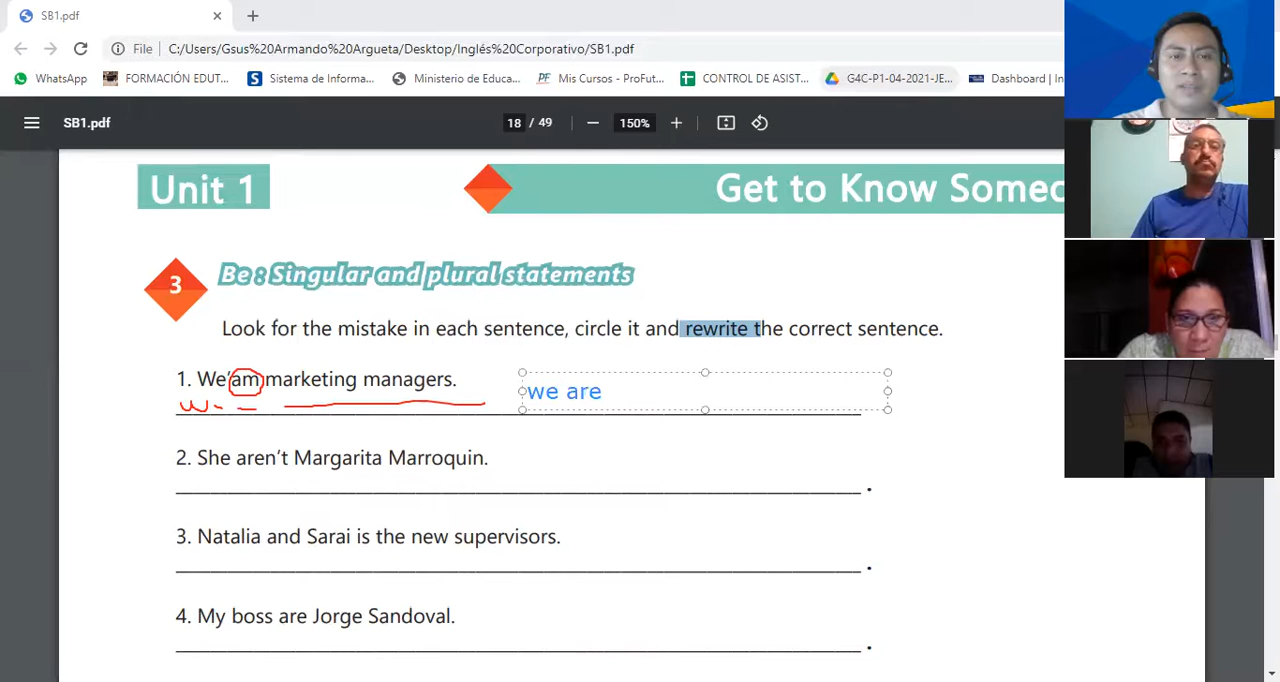 SB1.pdf
File
C:/Users/Gsus%20Armando%20Argueta/Desktop/Inglés%20Corporativo/SB1.pdf
WhatsApp
FORMACIÓN EDUT...
Sistema de Informa...
Ministerio de Educa...
Mis Cursos - ProFut...
CONTROL DE ASIST...
G4C-P1-04-2021-JE...
Dashboard | In
SB1.pdf
18 / 49
150%
Unit 1
Get to Know Someo
3
Be : Singular and plural statements
Look for the mistake in each sentence, circle it and rewrite the correct sentence.
1. We'am marketing managers.
we are
2. She aren't Margarita Marroquin.
3. Natalia and Sarai is the new supervisors.
4. My boss are Jorge Sandoval.